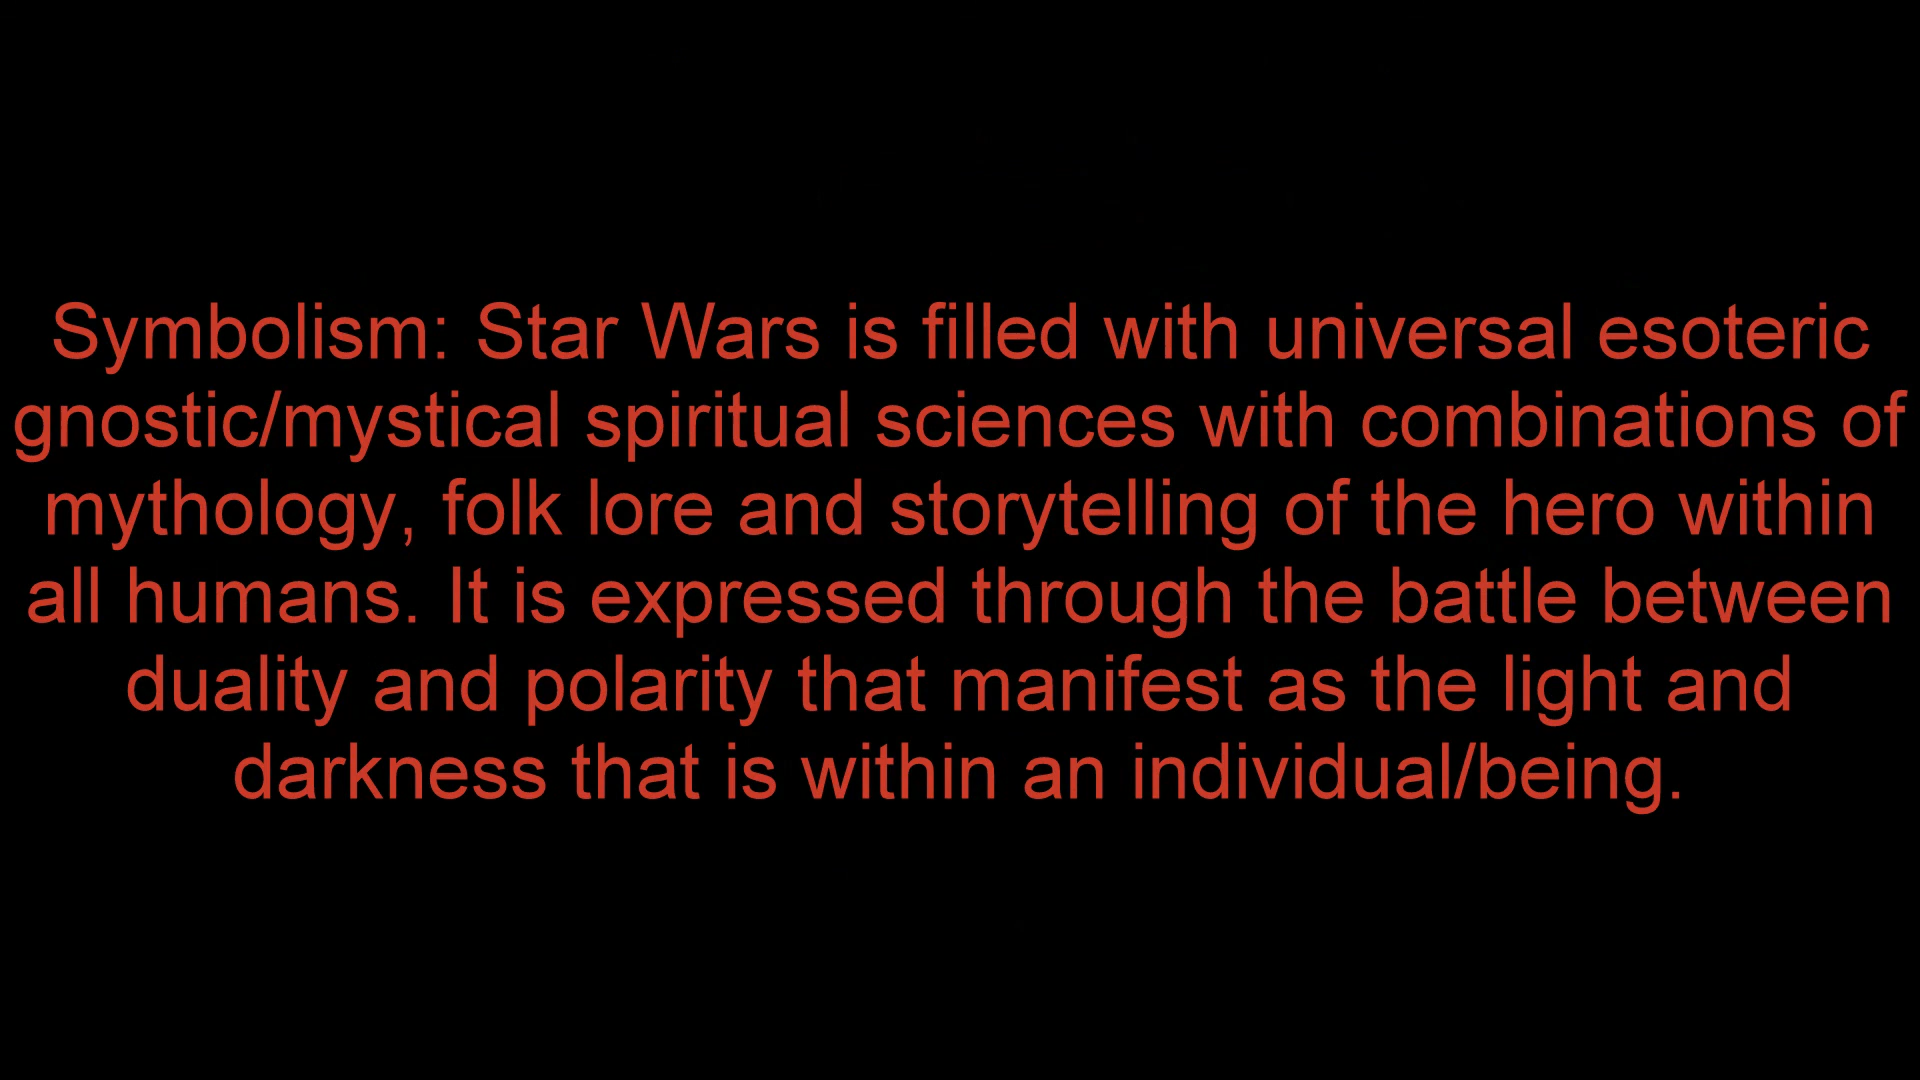 Symbolism: Star Wars is filled with universal esoteric
gnostic/mystical spiritual sciences with combinations of
mythology, folk lore and storytelling of the hero within
all humans. It is expressed through the battle between
duality and polarity that manifest as the light and
darkness that is within an individual/being.